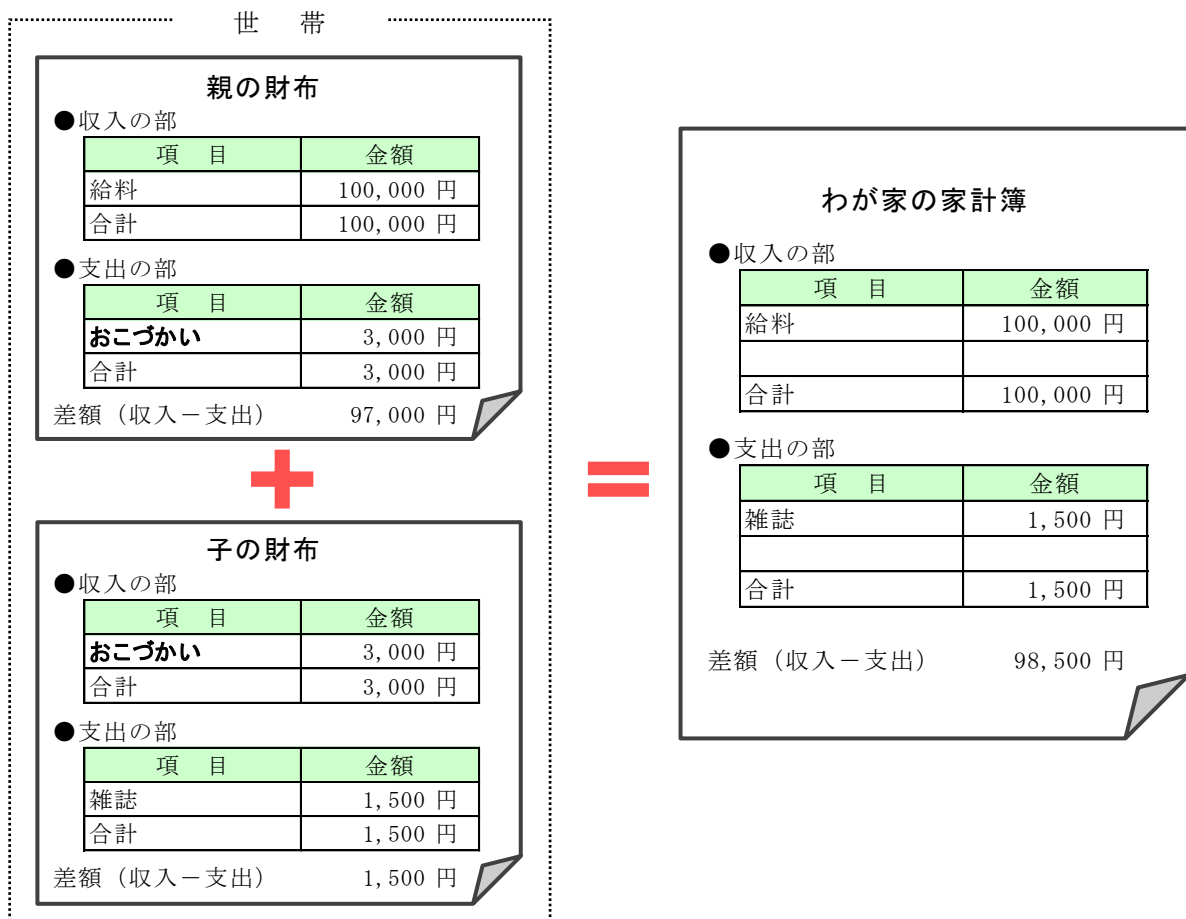 世　帯
親の財布
●収入の部
項　目　金額
給料　100,000 円
合計　100,000 円
●支出の部
項　目　金額
おこづかい　3,000 円
合計　3,000 円
差額（収入－支出）　97,000 円
子の財布
●収入の部
項　目　金額
おこづかい　3,000 円
合計　3,000 円
●支出の部
項　目　金額
雑誌　1,500 円
合計　1,500 円
差額（収入－支出）　1,500 円
わが家の家計簿
●収入の部
項　目　金額
給料　100,000 円
合計　100,000 円
●支出の部
項　目　金額
雑誌　1,500 円
合計　1,500 円
差額（収入－支出）　98,500 円